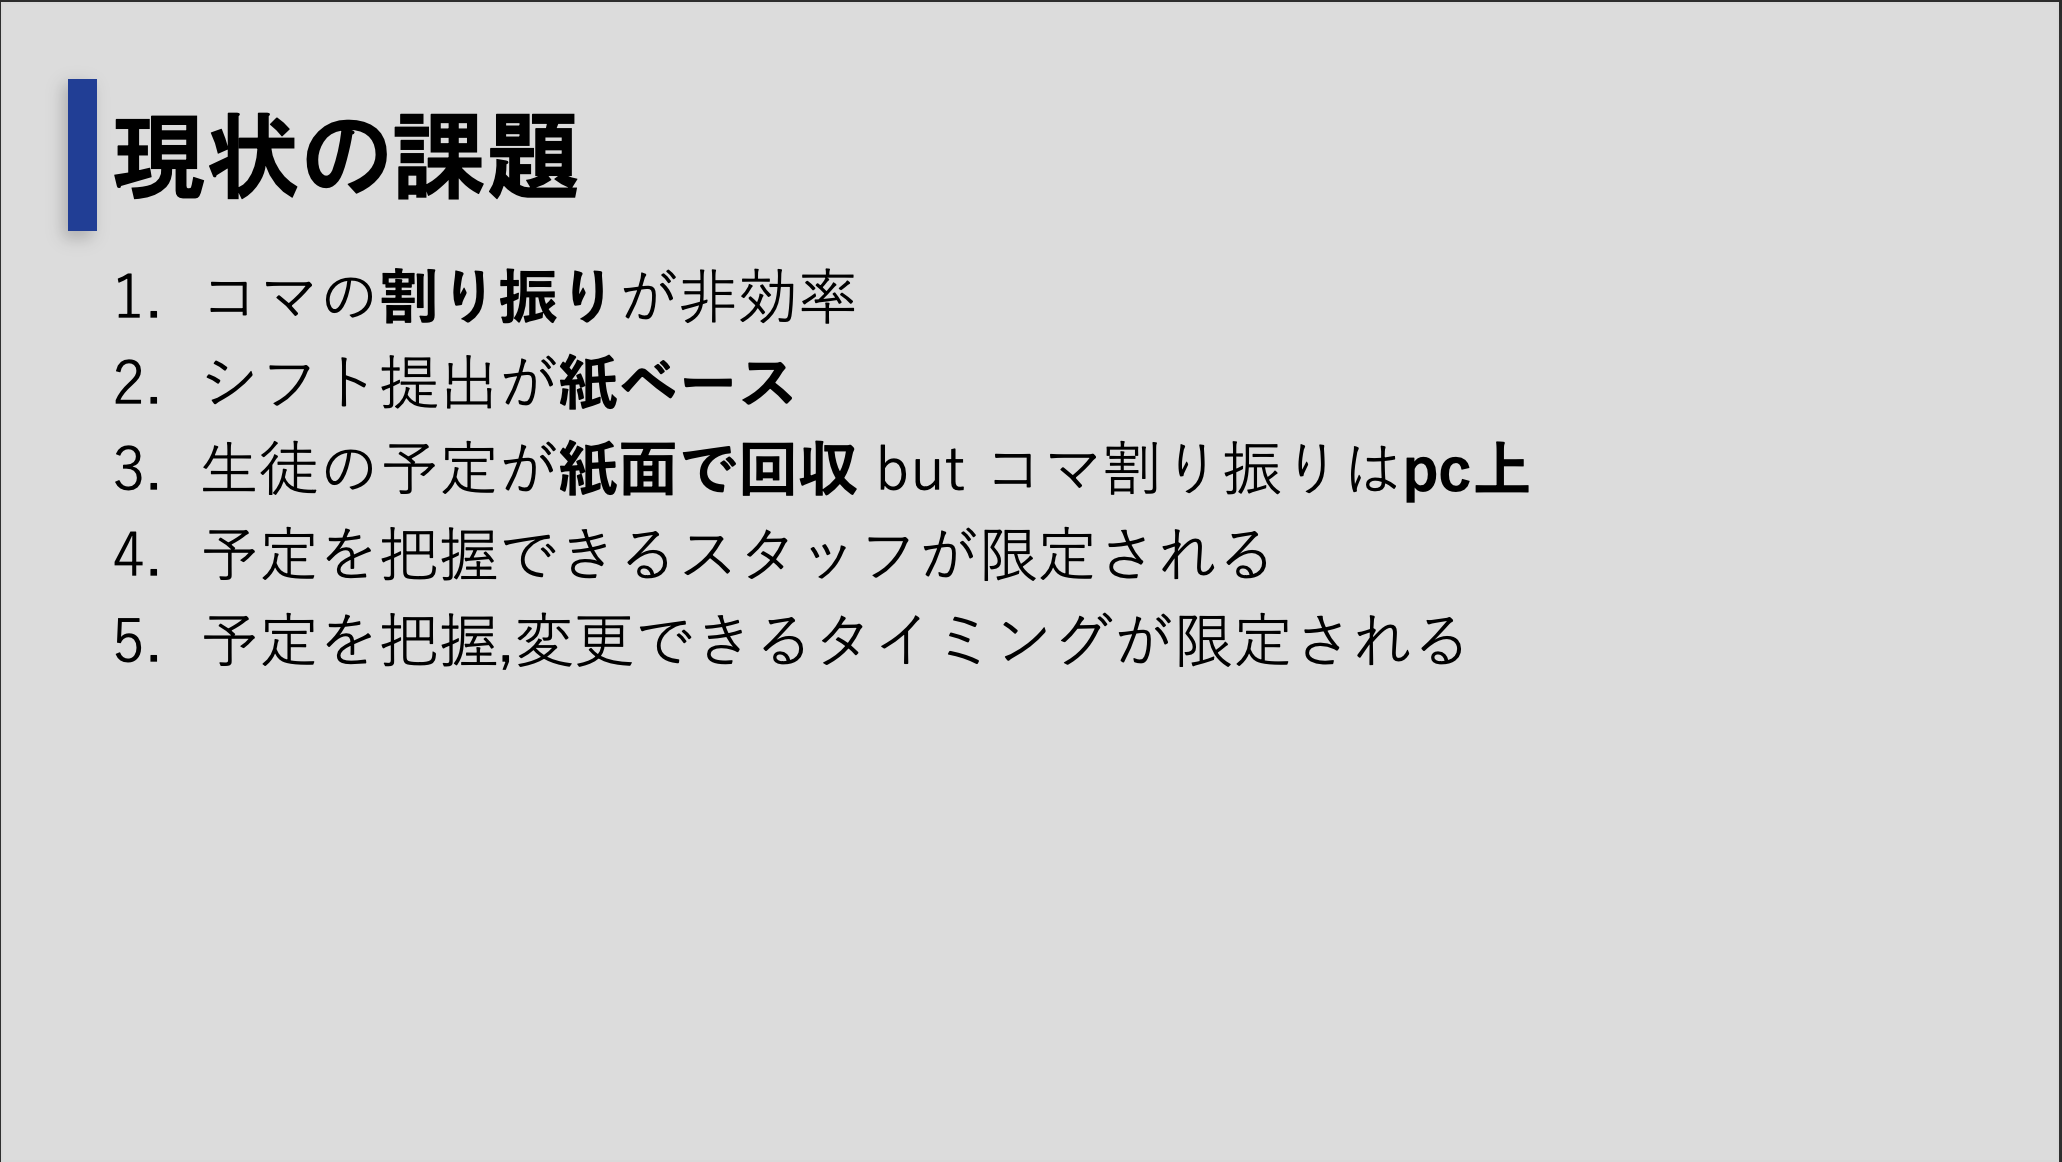 現状の課題
1. コマの割り振りが非効率
2. シフト提出が紙ベース
3. 生徒の予定が紙面で回収 but コマ割り振りはpc上
4. 予定を把握できるスタッフが限定される
5. 予定を把握,変更できるタイミングが限定される